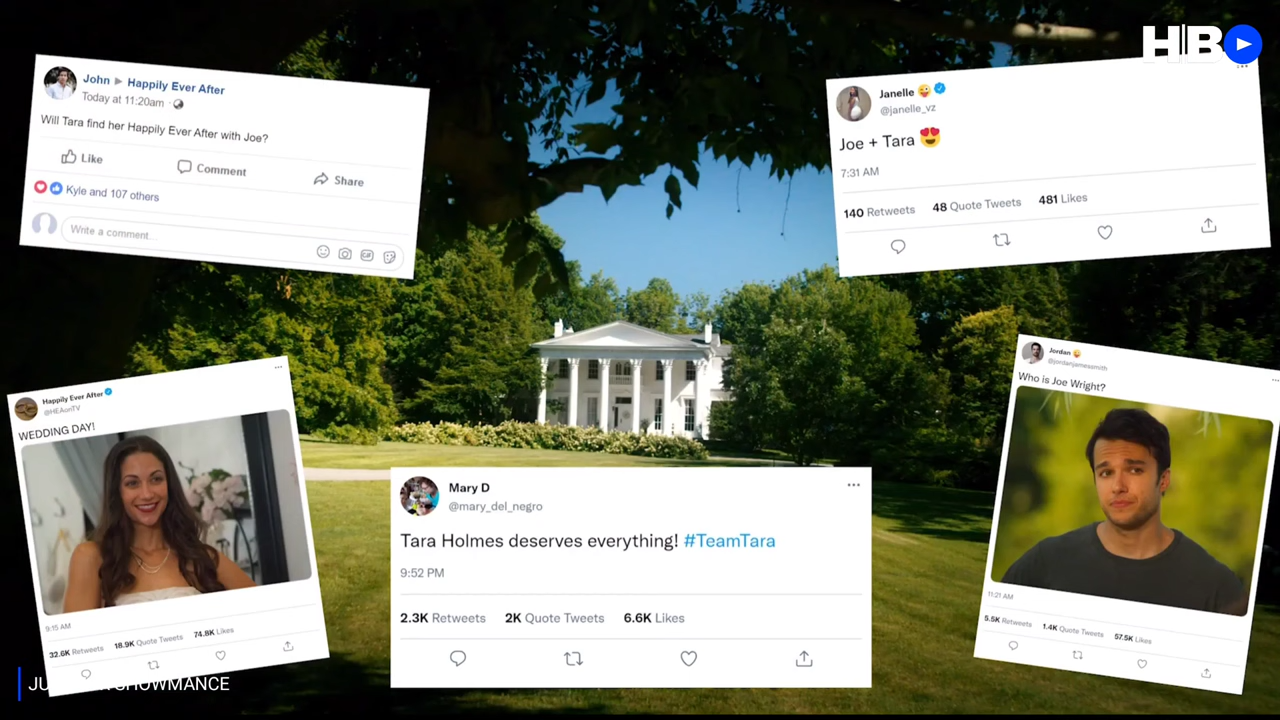 HB
John ▶ Happily Ever After
Today at 11:20am
Will Tara find her Happily Ever After with Joe?
Like Comment Share
Kyle and 107 others
Write a comment...
GIF
Janelle 😜
@janelle_vz
Joe + Tara 😍
7:31 AM
140 Retweets 48 Quote Tweets 481 Likes
Happily Ever After
@HEAonTV
WEDDING DAY!
9:15 AM
32.6K Retweets 18.9K Quote Tweets 74.8K Likes
Mary D
@mary_del_negro
Tara Holmes deserves everything! #TeamTara
9:52 PM
2.3K Retweets 2K Quote Tweets 6.6K Likes
Jordan
@jordanjamessmith
Who is Joe Wright?
11:21 AM
5.5K Retweets 1.4K Quote Tweets 57.5K Likes
SHOWMANCE